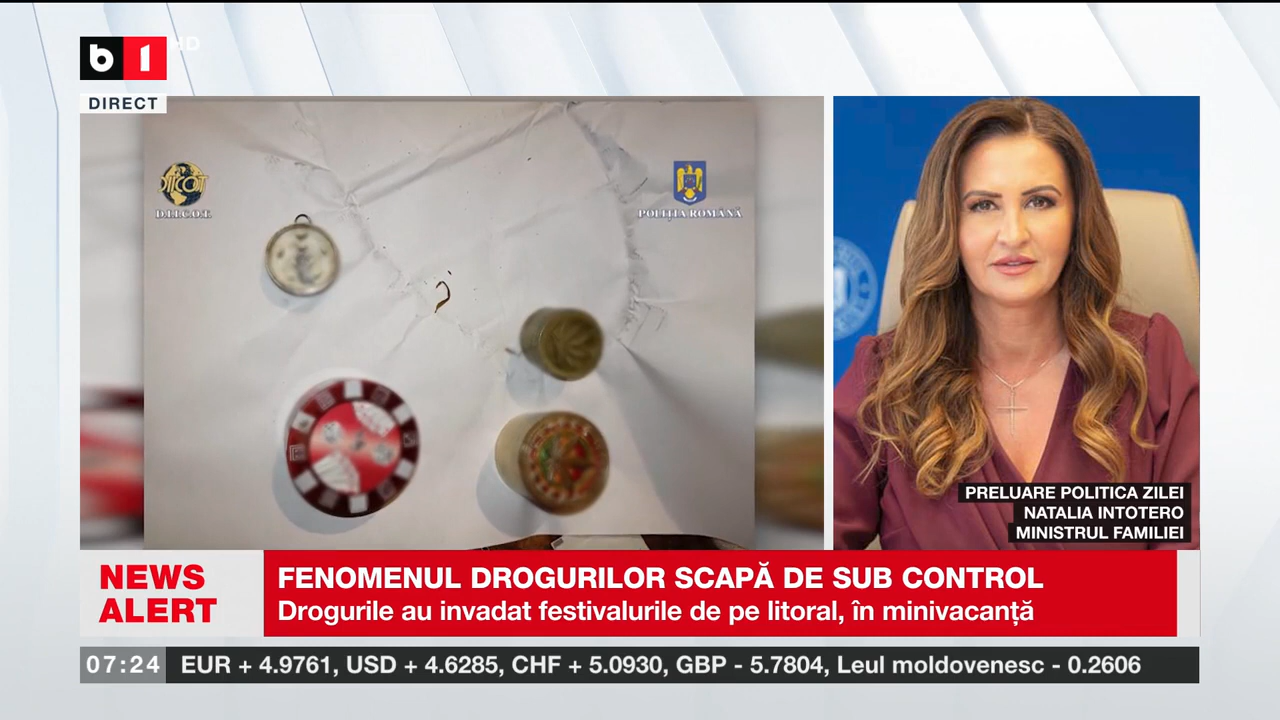 b1 HD
DIRECT
DIICOT
D.I.I.C.O.T.
POLIȚIA ROMÂNĂ
PRELUARE POLITICA ZILEI
NATALIA INTOTERO
MINISTRUL FAMILIEI
NEWS
ALERT
FENOMENUL DROGURILOR SCAPĂ DE SUB CONTROL
Drogurile au invadat festivalurile de pe litoral, în minivacanță
07:24 EUR + 4.9761, USD + 4.6285, CHF + 5.0930, GBP - 5.7804, Leul moldovenesc - 0.2606